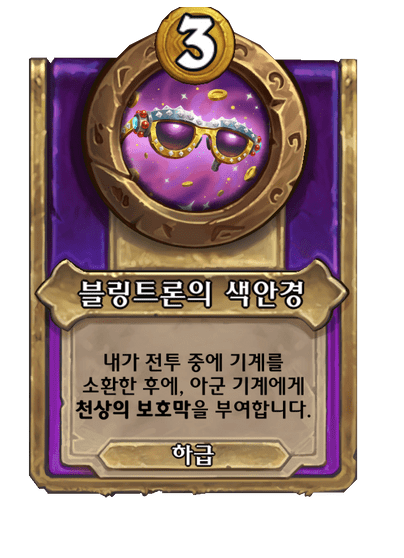 3
블링트론의 색안경
내가 전투 중에 기계를
소환한 후에, 아군 기계에게
천상의 보호막을 부여합니다.
하급